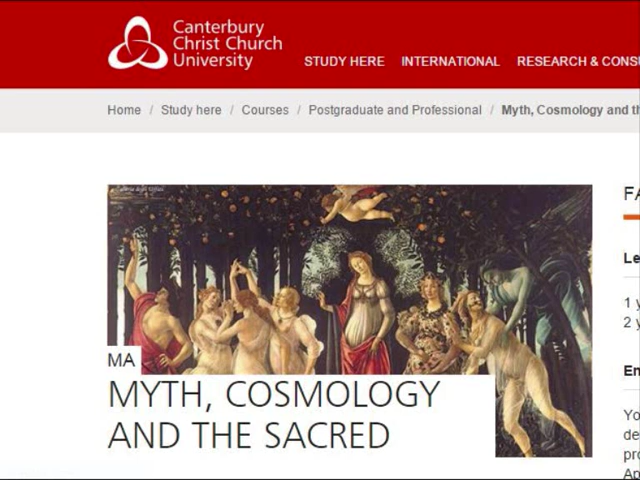 Canterbury
Christ Church
University
STUDY HERE INTERNATIONAL RESEARCH & CONSU
Home / Study here / Courses / Postgraduate and Professional / Myth, Cosmology and th
FA
Le
1 y
2 y
MA
MYTH, COSMOLOGY
AND THE SACRED
En
Yo
de
pro
Ap